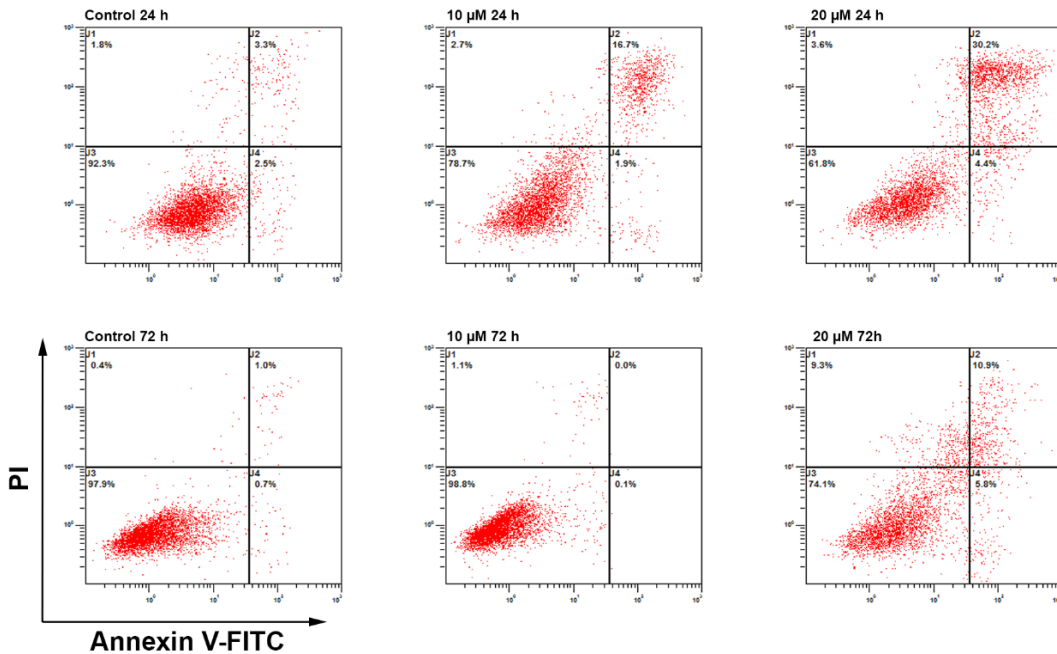 Control 24 h
J1
1.8%
J2
3.3%
J3
92.3%
J4
2.5%
10 µM 24 h
J1
2.7%
J2
16.7%
J3
78.7%
J4
1.9%
20 µM 24 h
J1
3.6%
J2
30.2%
J3
61.8%
J4
4.4%
Control 72 h
J1
0.4%
J2
1.0%
J3
97.9%
J4
0.7%
10 µM 72 h
J1
1.1%
J2
0.0%
J3
98.8%
J4
0.1%
20 µM 72h
J1
9.3%
J2
10.9%
J3
74.1%
J4
5.8%
PI
Annexin V-FITC